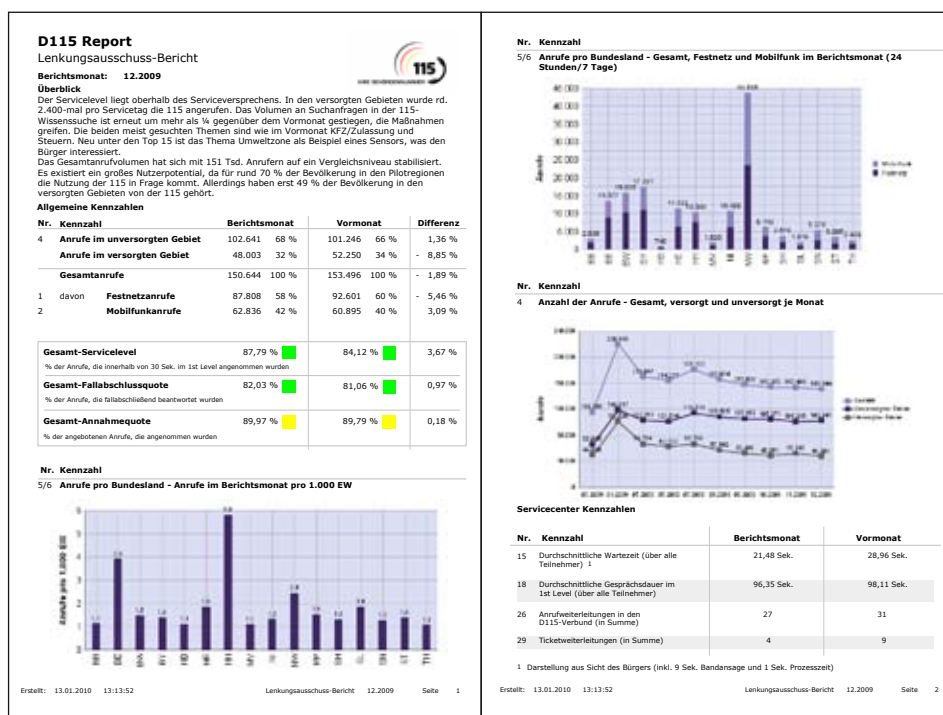 D115 Report
Lenkungsausschuss-Bericht
115
Berichtsmonat: 12.2009
Überblick
Der Servicelevel liegt oberhalb des Serviceversprechens. In den versorgten Gebieten wurde rd.
2.400-mal pro Servicetag die 115 angerufen. Das Volumen an Suchanfragen in der 115-
Wissenssuche ist erneut um mehr als ¼ gegenüber dem Vormonat gestiegen, die Maßnahmen
greifen. Die beiden meist gesuchten Themen sind wie im Vormonat KFZ/Zulassung und
Steuern. Neu unter den Top 15 ist das Thema Umweltzone als Beispiel eines Sensors, was den
Bürger interessiert.
Das Gesamtanrufvolumen hat sich mit 151 Tsd. Anrufern auf ein Vergleichsniveau stabilisiert.
Es existiert ein großes Nutzerpotential, da für rund 70 % der Bevölkerung in den Pilotregionen
die Nutzung der 115 in Frage kommt. Allerdings haben erst 49 % der Bevölkerung in den
versorgten Gebieten von der 115 gehört.
Allgemeine Kennzahlen
Nr. Kennzahl Berichtsmonat Vormonat Differenz
4 Anrufe im unversorgten Gebiet 102.641 68 % 101.246 66 % 1,36 %
Anrufe im versorgten Gebiet 48.003 32 % 52.250 34 % - 8,85 %
Gesamtanrufe 150.644 100 % 153.496 100 % - 1,89 %
1 davon Festnetzanrufe 87.808 58 % 92.601 60 % - 5,46 %
2 Mobilfunkanrufe 62.836 42 % 60.895 40 % 3,09 %
Gesamt-Servicelevel 87,79 % 84,12 % 3,67 %
% der Anrufe, die innerhalb von 30 Sek. im 1st Level angenommen wurden
Gesamt-Fallabschlussquote 82,03 % 81,06 % 0,97 %
% der Anrufe, die fallabschließend beantwortet wurden
Gesamt-Annahmequote 89,97 % 89,79 % 0,18 %
% der angebotenen Anrufe, die angenommen wurden
Nr. Kennzahl
5/6 Anrufe pro Bundesland - Anrufe im Berichtsmonat pro 1.000 EW
Anrufe pro 1.000 EW
Erstellt: 13.01.2010 13:13:52 Lenkungsausschuss-Bericht 12.2009 Seite 1
Nr. Kennzahl
5/6 Anrufe pro Bundesland - Gesamt, Festnetz und Mobilfunk im Berichtsmonat (24
Stunden/7 Tage)
Anrufe
Nr. Kennzahl
4 Anzahl der Anrufe - Gesamt, versorgt und unversorgt je Monat
Anrufe
Servicecenter Kennzahlen
Nr. Kennzahl Berichtsmonat Vormonat
15 Durchschnittliche Wartezeit (über alle 21,48 Sek. 28,96 Sek.
Teilnehmer) 1
18 Durchschnittliche Gesprächsdauer im 96,35 Sek. 98,11 Sek.
1st Level (über alle Teilnehmer)
26 Anrufweiterleitungen in den 27 31
D115-Verbund (in Summe)
29 Ticketweiterleitungen (in Summe) 4 9
1 Darstellung aus Sicht des Bürgers (inkl. 9 Sek. Bandansage und 1 Sek. Prozesszeit)
Erstellt: 13.01.2010 13:13:52 Lenkungsausschuss-Bericht 12.2009 Seite 2